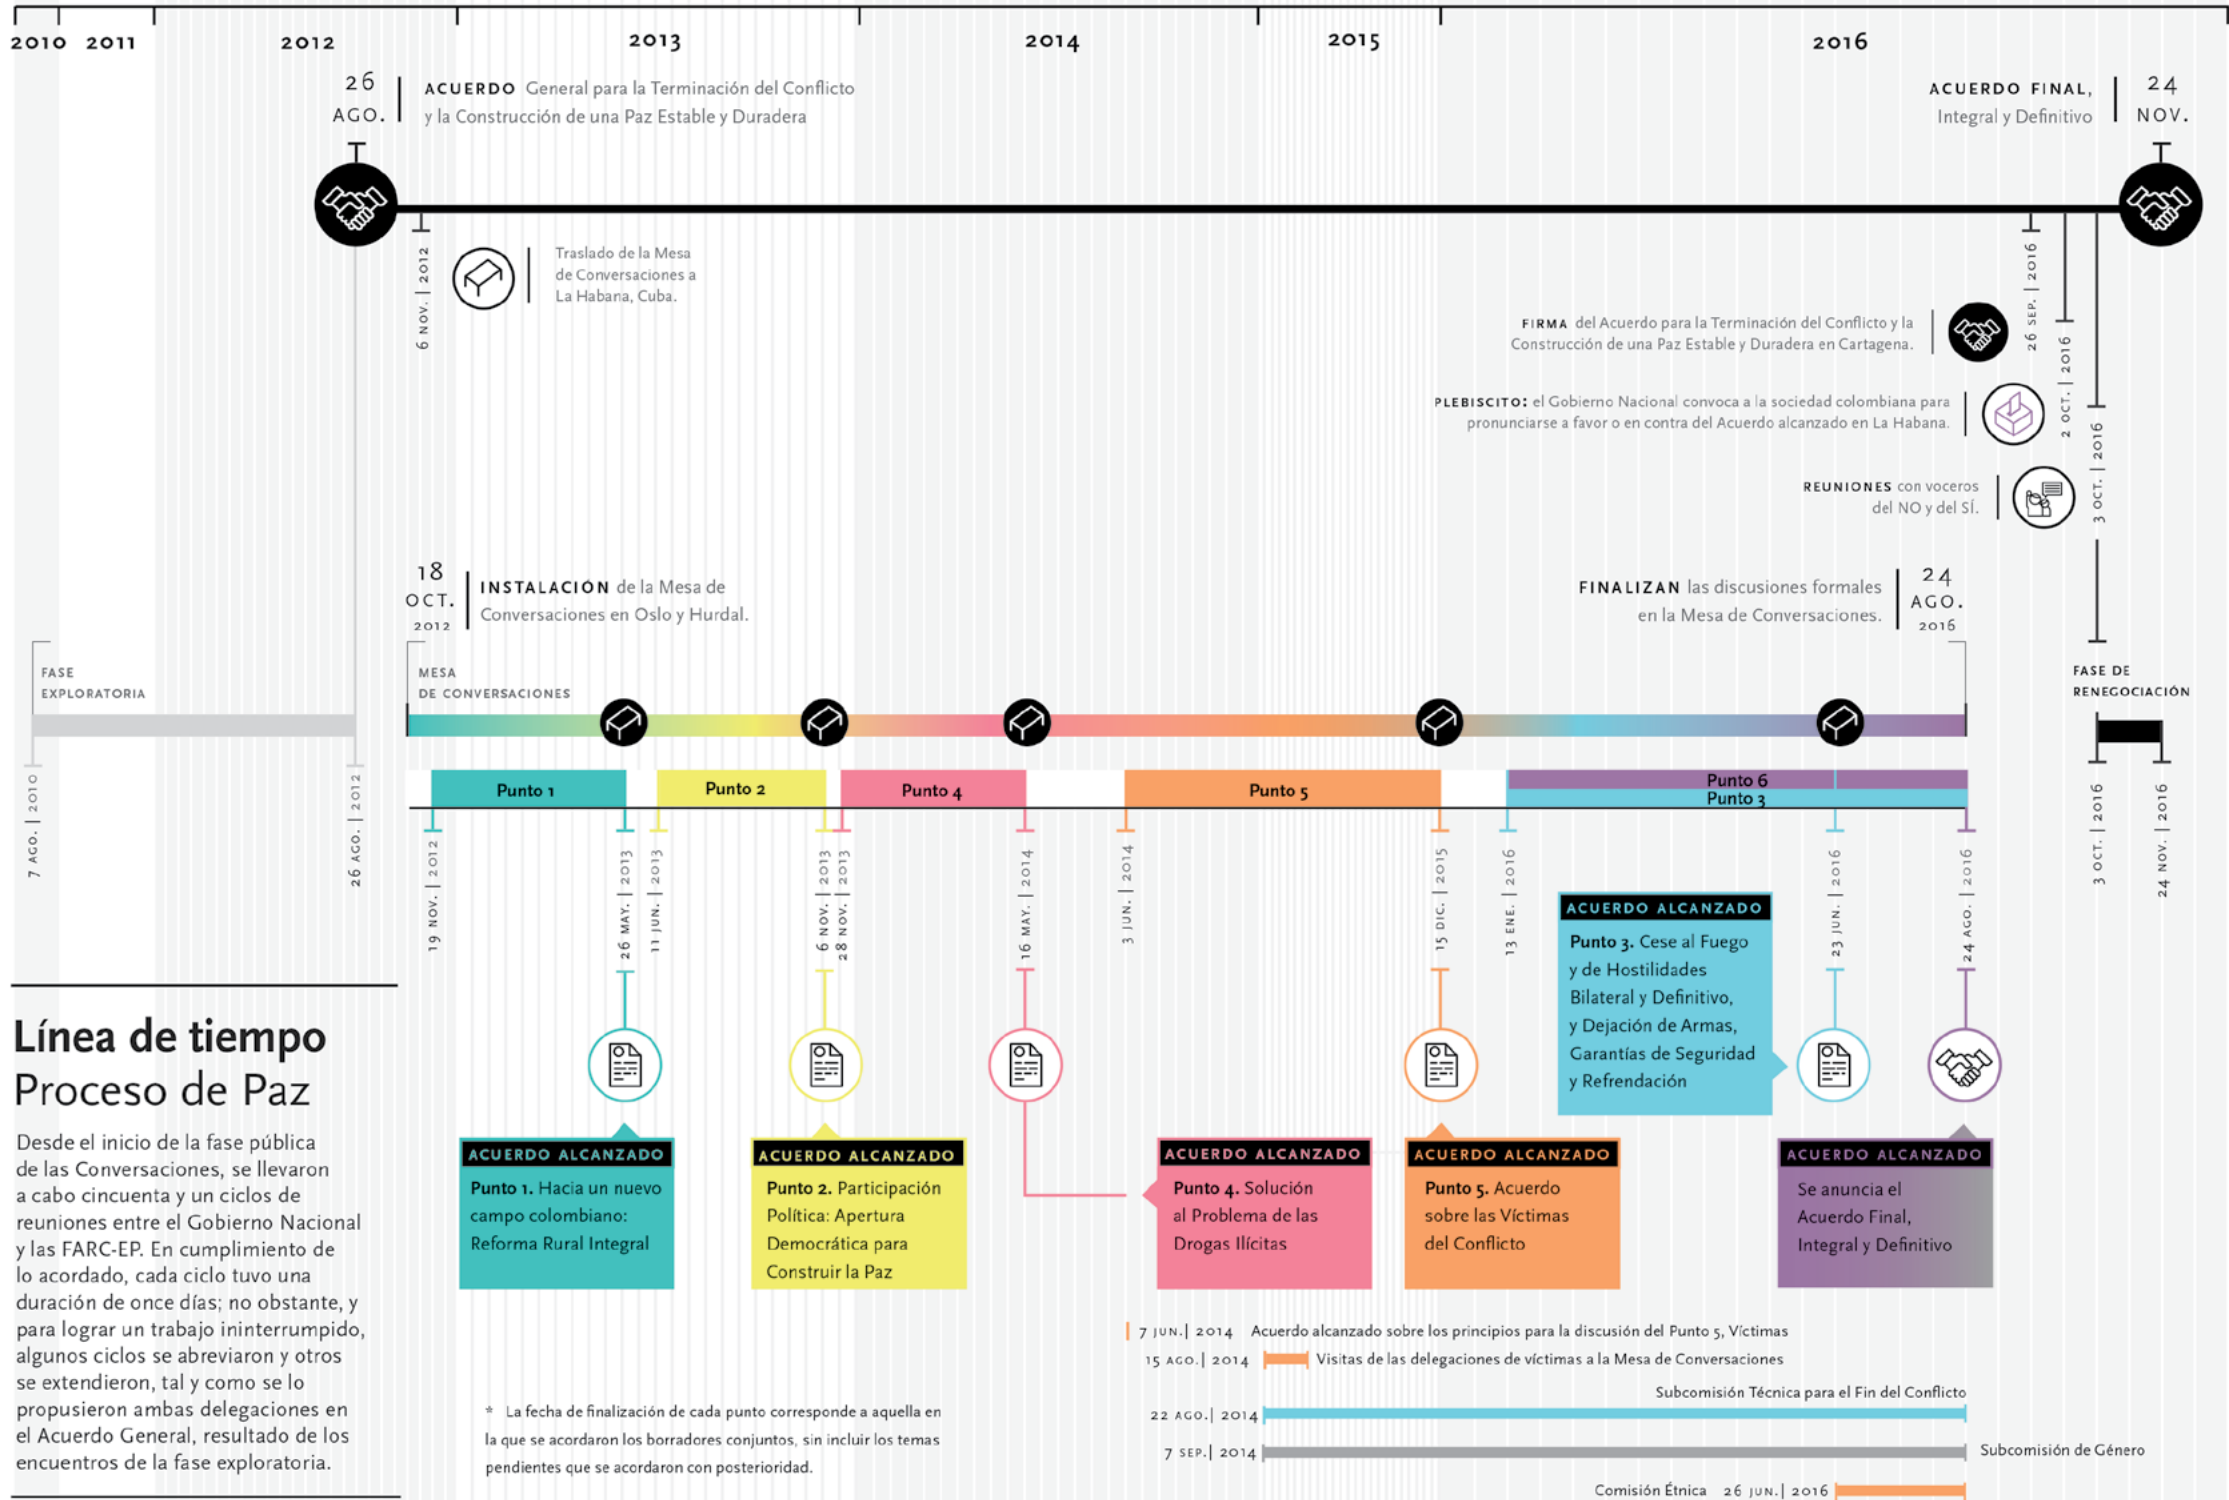 2010 2011 2012 2013 2014 2015 2016
26
AGO.
ACUERDO General para la Terminación del Conflicto
y la Construcción de una Paz Estable y Duradera
ACUERDO FINAL,
Integral y Definitivo
24
NOV.
6 NOV. | 2012
Traslado de la Mesa
de Conversaciones a
La Habana, Cuba.
FIRMA del Acuerdo para la Terminación del Conflicto y la
Construcción de una Paz Estable y Duradera en Cartagena.
26 SEP. | 2016
PLEBISCITO: el Gobierno Nacional convoca a la sociedad colombiana para
pronunciarse a favor o en contra del Acuerdo alcanzado en La Habana.
2 OCT. | 2016
REUNIONES con voceros
del NO y del SÍ.
3 OCT. | 2016
18
OCT.
2012
INSTALACIÓN de la Mesa de
Conversaciones en Oslo y Hurdal.
FINALIZAN las discusiones formales
en la Mesa de Conversaciones.
24
AGO.
2016
FASE
EXPLORATORIA
MESA
DE CONVERSACIONES
FASE DE
RENEGOCIACIÓN
Punto 1
Punto 2
Punto 4
Punto 5
Punto 6
Punto 3
7 AGO. | 2010
26 AGO. | 2012
19 NOV. | 2012
26 MAY. | 2013
11 JUN. | 2013
6 NOV. | 2013
28 NOV. | 2013
16 MAY. | 2014
3 JUN. | 2014
15 DIC. | 2015
13 ENE. | 2016
23 JUN. | 2016
24 AGO. | 2016
3 OCT. | 2016
24 NOV. | 2016
ACUERDO ALCANZADO
Punto 3. Cese al Fuego
y de Hostilidades
Bilateral y Definitivo,
y Dejación de Armas,
Garantías de Seguridad
y Refrendación
Línea de tiempo
Proceso de Paz
Desde el inicio de la fase pública
de las Conversaciones, se llevaron
a cabo cincuenta y un ciclos de
reuniones entre el Gobierno Nacional
y las FARC-EP. En cumplimiento de
lo acordado, cada ciclo tuvo una
duración de once días; no obstante, y
para lograr un trabajo ininterrumpido,
algunos ciclos se abreviaron y otros
se extendieron, tal y como se lo
propusieron ambas delegaciones en
el Acuerdo General, resultado de los
encuentros de la fase exploratoria.
ACUERDO ALCANZADO
Punto 1. Hacia un nuevo
campo colombiano:
Reforma Rural Integral
ACUERDO ALCANZADO
Punto 2. Participación
Política: Apertura
Democrática para
Construir la Paz
ACUERDO ALCANZADO
Punto 4. Solución
al Problema de las
Drogas Ilícitas
ACUERDO ALCANZADO
Punto 5. Acuerdo
sobre las Víctimas
del Conflicto
ACUERDO ALCANZADO
Se anuncia el
Acuerdo Final,
Integral y Definitivo
* La fecha de finalización de cada punto corresponde a aquella en
la que se acordaron los borradores conjuntos, sin incluir los temas
pendientes que se acordaron con posterioridad.
7 JUN.| 2014 Acuerdo alcanzado sobre los principios para la discusión del Punto 5, Víctimas
15 AGO.| 2014 Visitas de las delegaciones de víctimas a la Mesa de Conversaciones
Subcomisión Técnica para el Fin del Conflicto
22 AGO.| 2014
7 SEP.| 2014 Subcomisión de Género
Comisión Étnica 26 JUN.| 2016